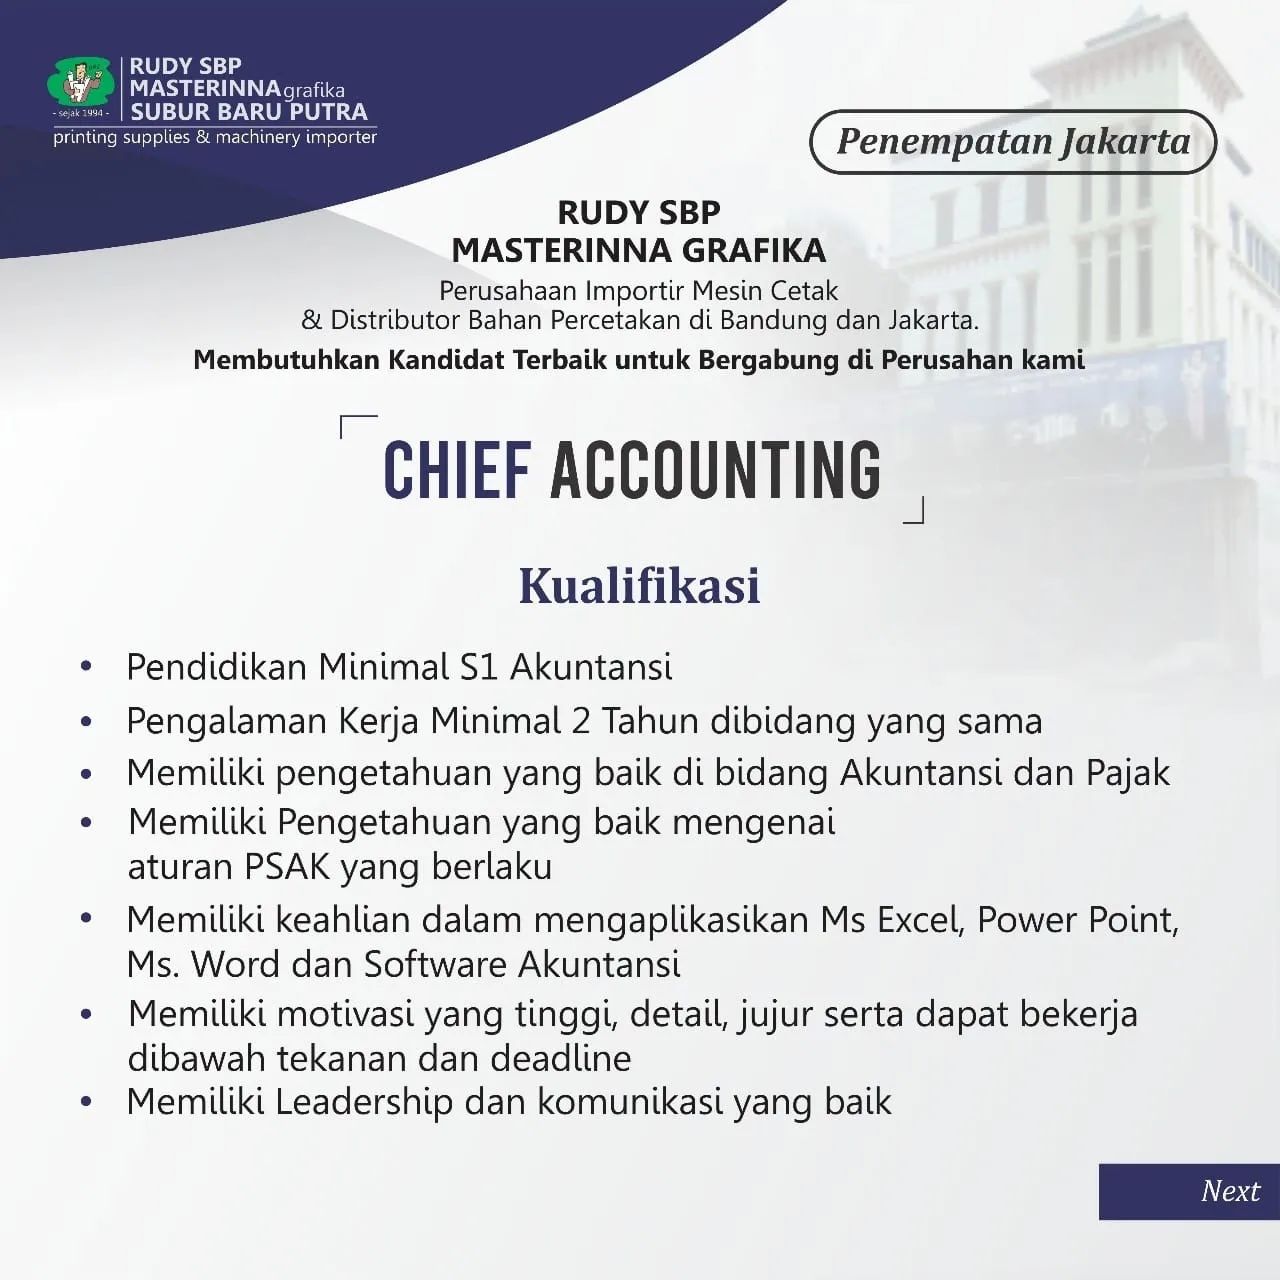 RUDY SBP
MASTERINNAgrafika
SUBUR BARU PUTRA
- sejak 1994 -
printing supplies & machinery importer
Penempatan Jakarta
RUDY SBP
MASTERINNA GRAFIKA
Perusahaan Importir Mesin Cetak
& Distributor Bahan Percetakan di Bandung dan Jakarta.
Membutuhkan Kandidat Terbaik untuk Bergabung di Perusahan kami
CHIEF ACCOUNTING
Kualifikasi
• Pendidikan Minimal S1 Akuntansi
• Pengalaman Kerja Minimal 2 Tahun dibidang yang sama
• Memiliki pengetahuan yang baik di bidang Akuntansi dan Pajak
• Memiliki Pengetahuan yang baik mengenai
aturan PSAK yang berlaku
• Memiliki keahlian dalam mengaplikasikan Ms Excel, Power Point,
Ms. Word dan Software Akuntansi
• Memiliki motivasi yang tinggi, detail, jujur serta dapat bekerja
dibawah tekanan dan deadline
• Memiliki Leadership dan komunikasi yang baik
Next